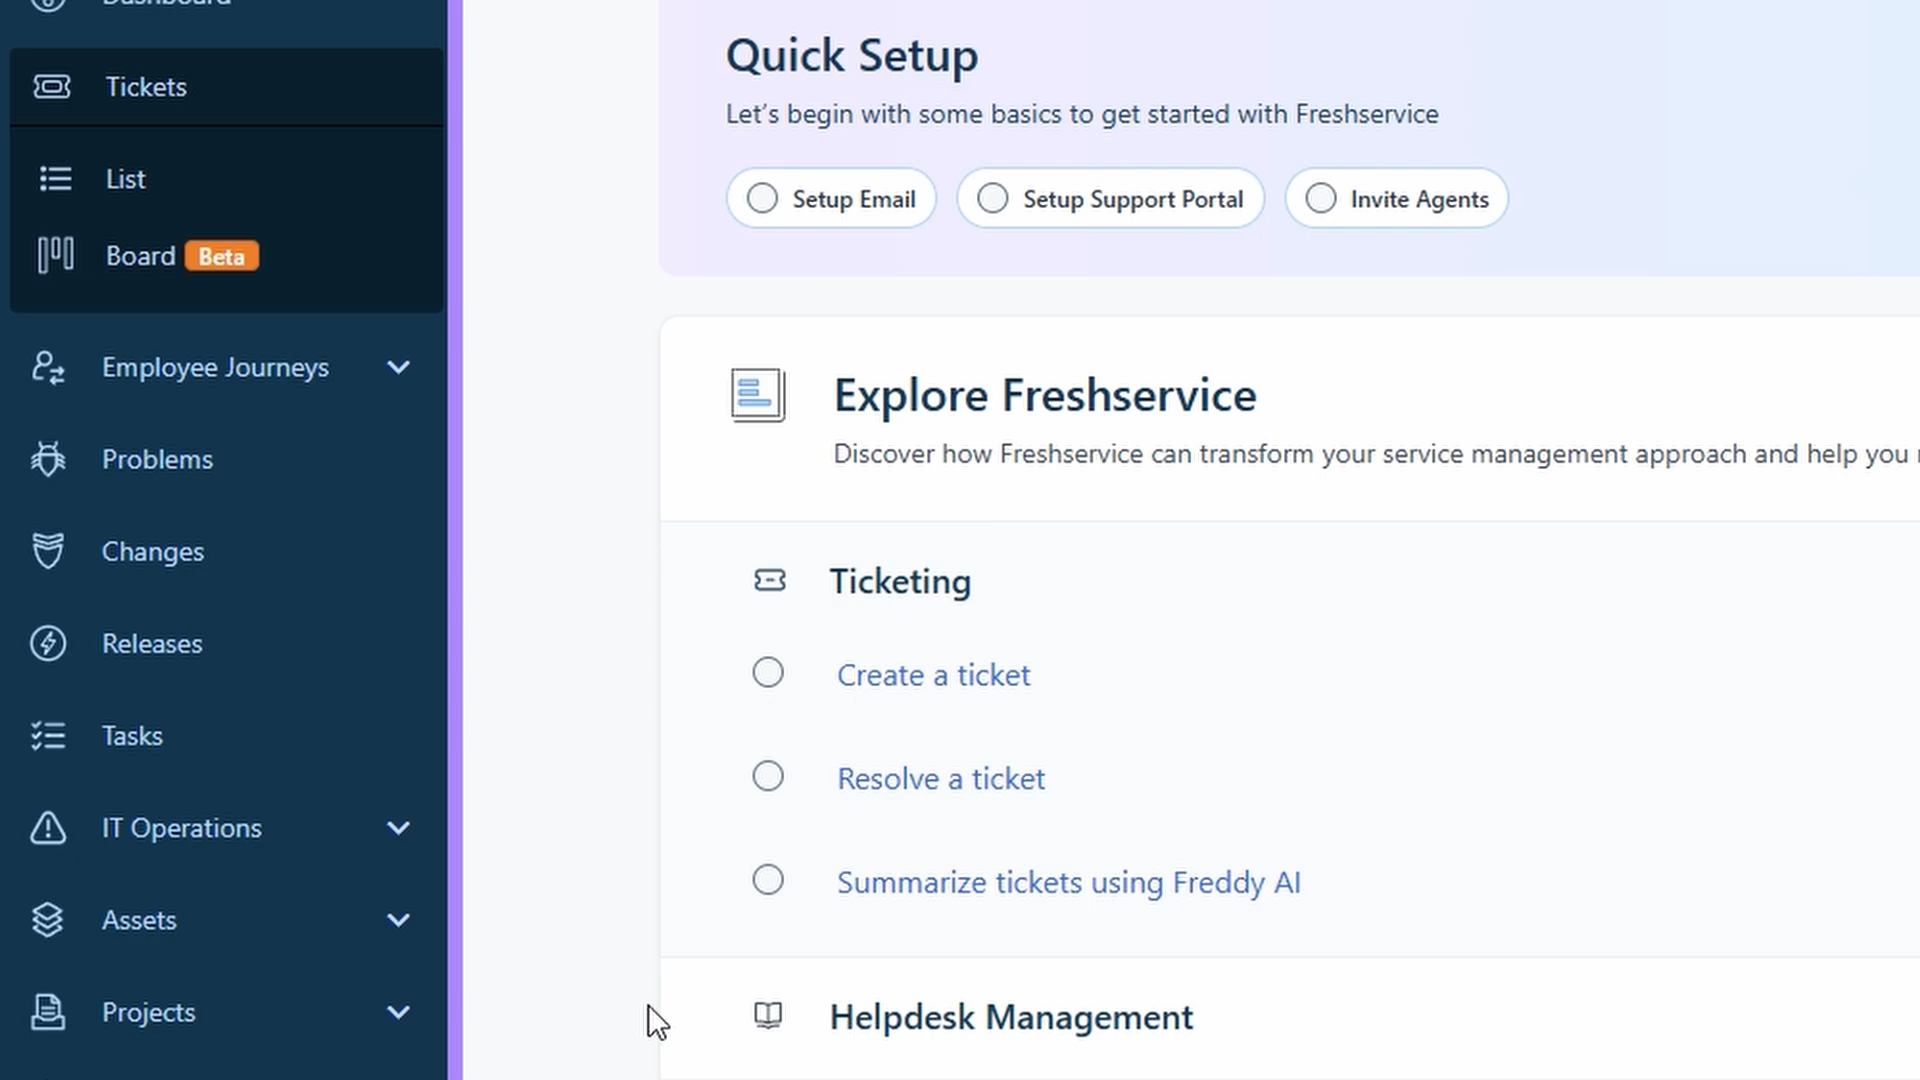 Dashboard
Tickets
List
Board Beta
Employee Journeys
Problems
Changes
Releases
Tasks
IT Operations
Assets
Projects
Quick Setup
Let's begin with some basics to get started with Freshservice
Setup Email
Setup Support Portal
Invite Agents
Explore Freshservice
Discover how Freshservice can transform your service management approach and help you
Ticketing
Create a ticket
Resolve a ticket
Summarize tickets using Freddy AI
Helpdesk Management